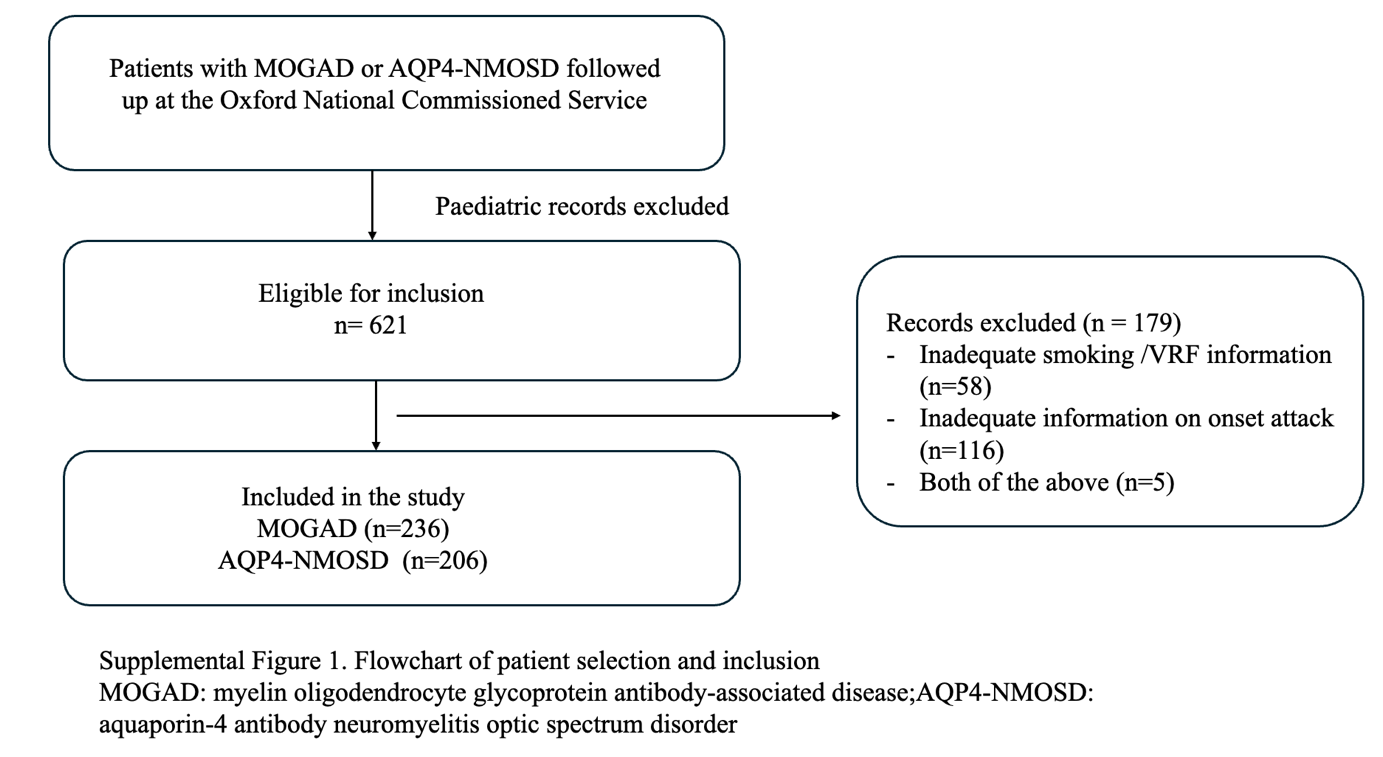 Patients with MOGAD or AQP4-NMOSD followed
up at the Oxford National Commissioned Service
Paediatric records excluded
Eligible for inclusion
n= 621
Records excluded (n = 179)
- Inadequate smoking /VRF information
(n=58)
- Inadequate information on onset attack
(n=116)
- Both of the above (n=5)
Included in the study
MOGAD (n=236)
AQP4-NMOSD (n=206)
Supplemental Figure 1. Flowchart of patient selection and inclusion
MOGAD: myelin oligodendrocyte glycoprotein antibody-associated disease;AQP4-NMOSD:
aquaporin-4 antibody neuromyelitis optic spectrum disorder